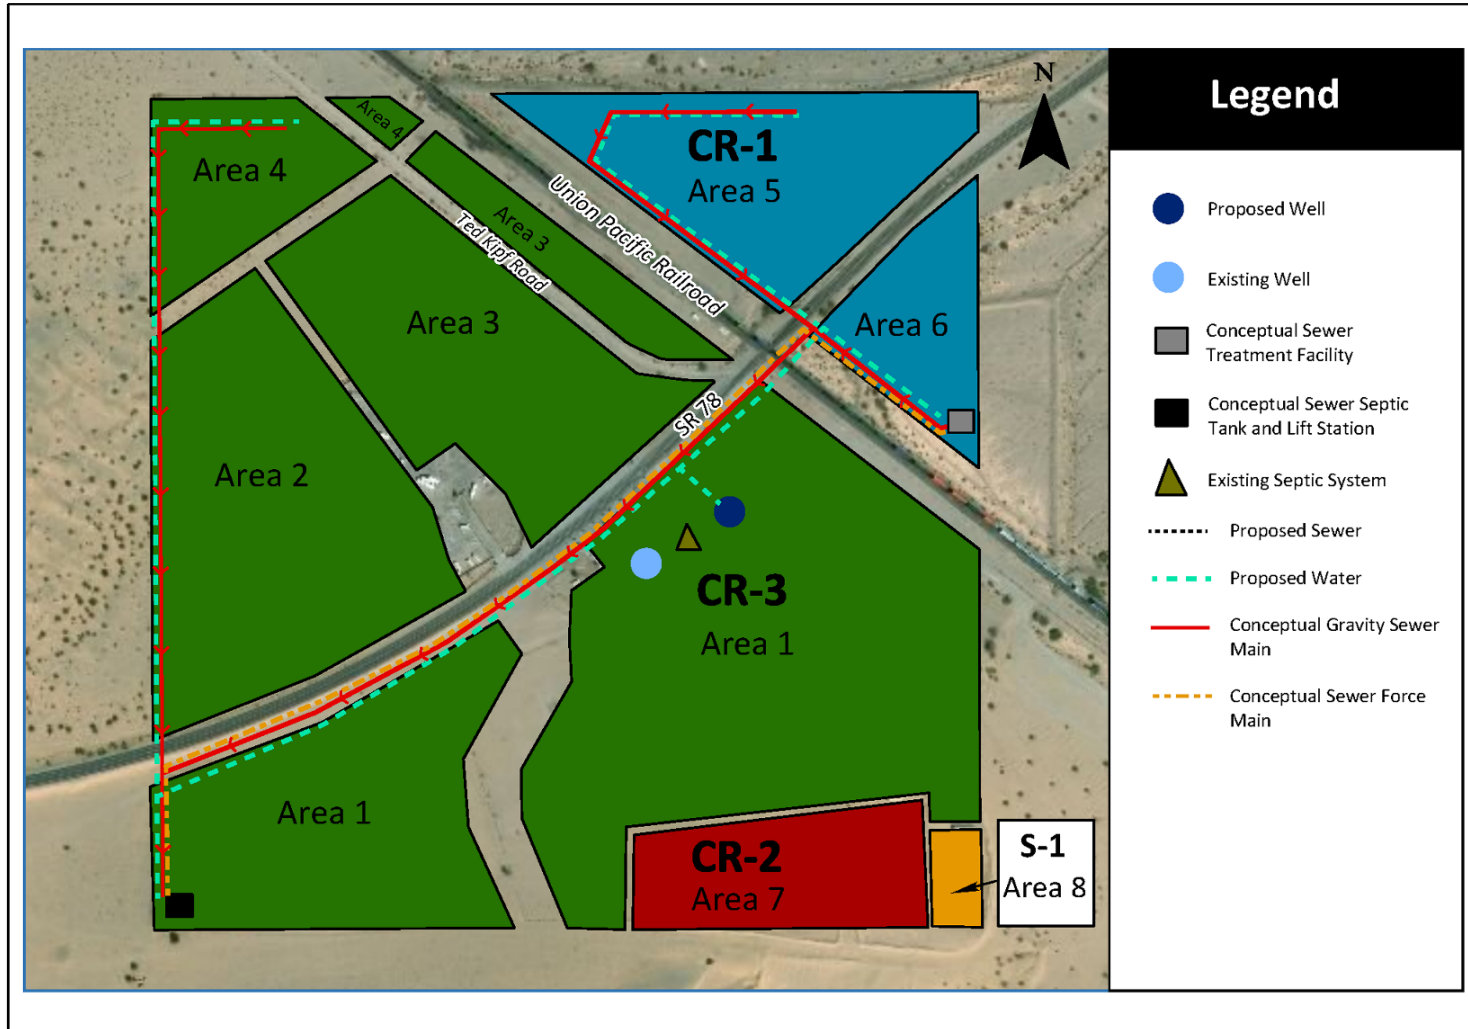 Legend
N
Proposed Well
Existing Well
Conceptual Sewer
Treatment Facility
Conceptual Sewer Septic
Tank and Lift Station
Existing Septic System
Proposed Sewer
Proposed Water
Conceptual Gravity Sewer
Main
Conceptual Sewer Force
Main
Area 4
Area 4
CR-1
Area 5
Union Pacific Railroad
Area 3
Ted Kipf Road
Area 3
Area 6
SR 78
Area 2
CR-3
Area 1
Area 1
CR-2
Area 7
S-1
Area 8